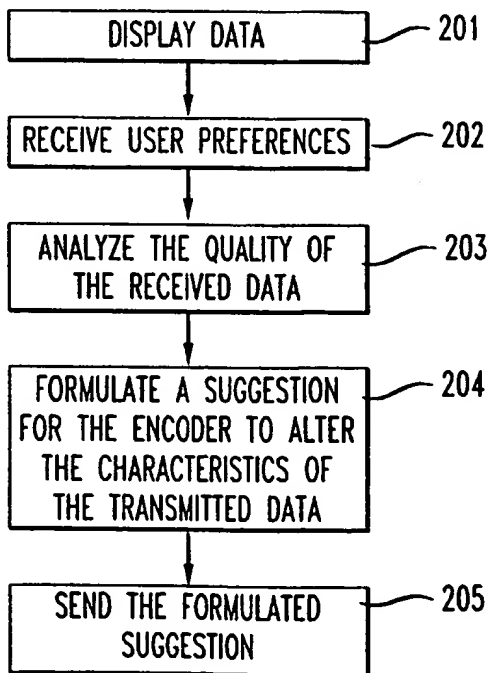 DISPLAY DATA
201
RECEIVE USER PREFERENCES
202
ANALYZE THE QUALITY OF
THE RECEIVED DATA
203
FORMULATE A SUGGESTION
FOR THE ENCODER TO ALTER
THE CHARACTERISTICS OF
THE TRANSMITTED DATA
204
SEND THE FORMULATED
SUGGESTION
205